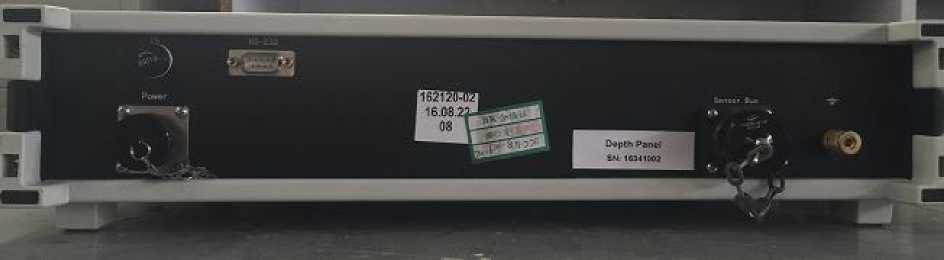 RS-232
Power
162120-02
16.08.22
08
Depth Panel
SN: 16341002
Sensor Bus